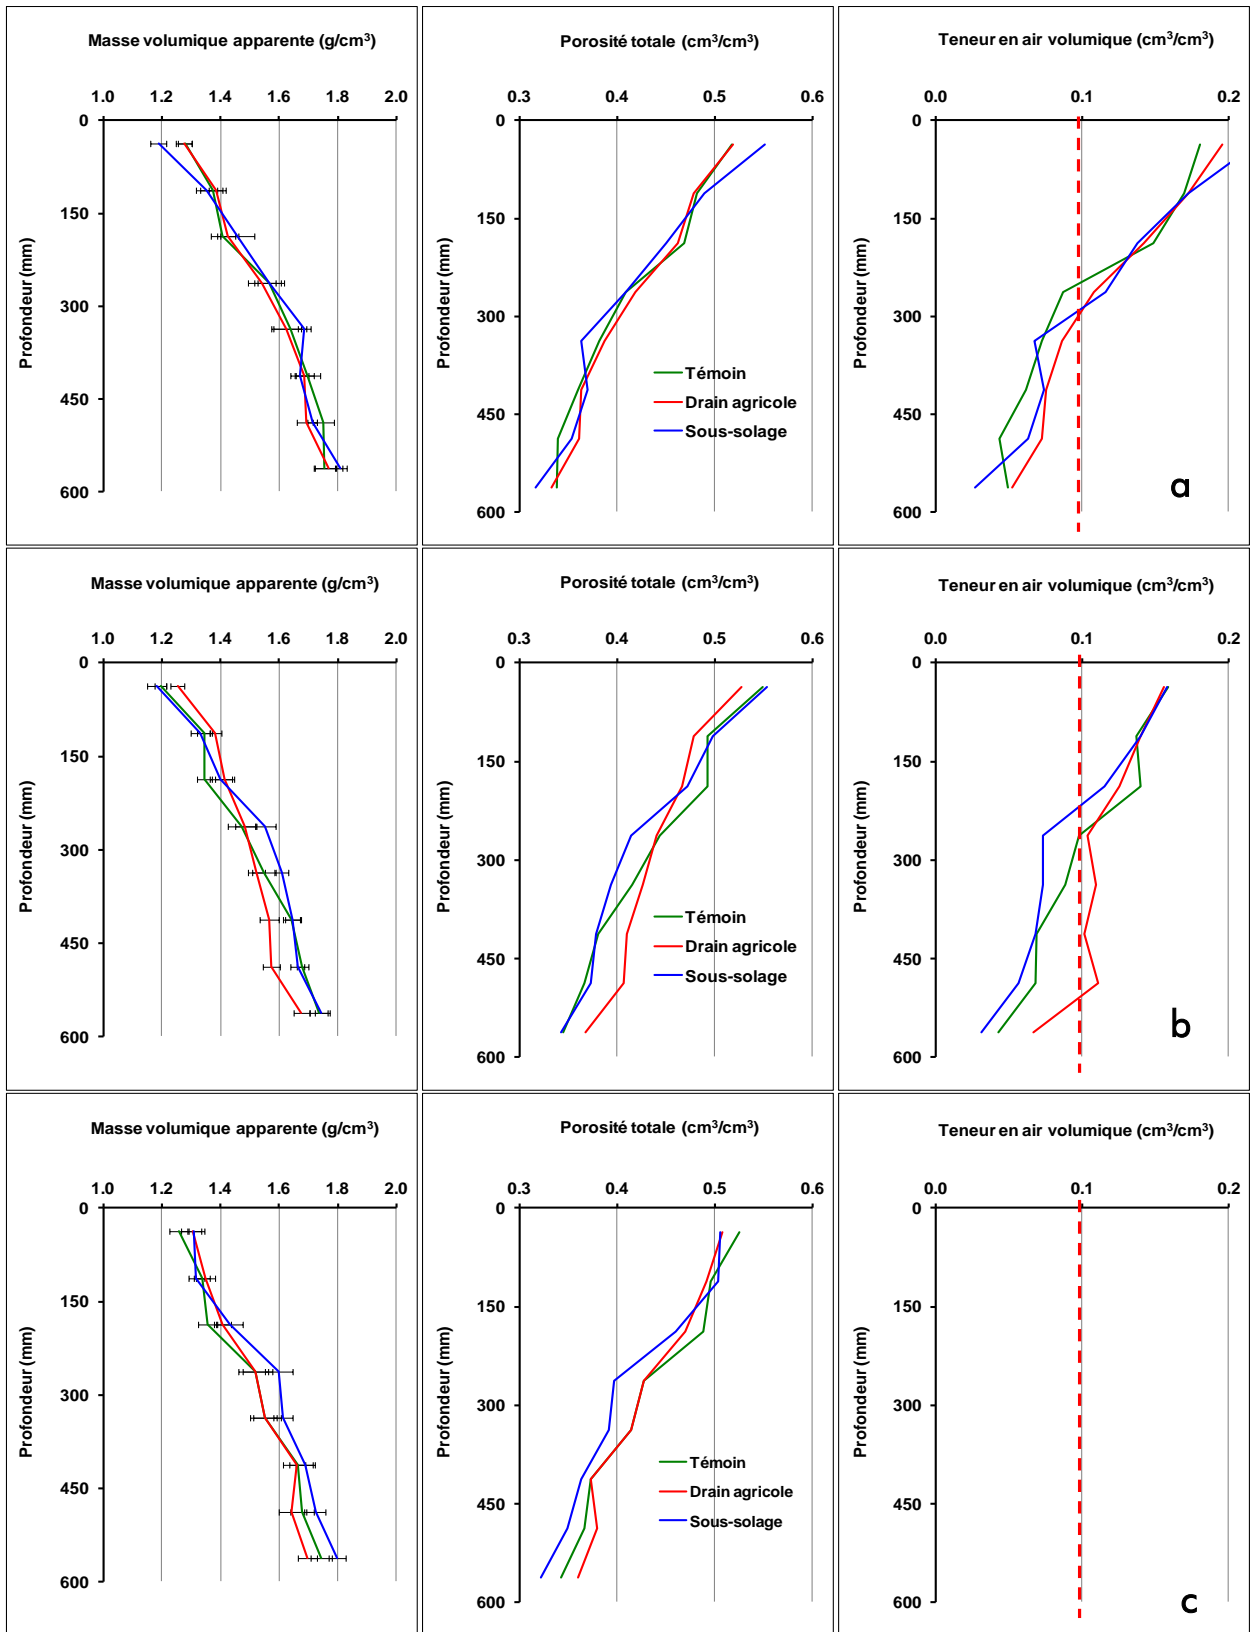 Masse volumique apparente (g/cm³)
1.0 1.2 1.4 1.6 1.8 2.0
0
150
300
450
600
Profondeur (mm)
Porosité totale (cm³/cm³)
0.3 0.4 0.5 0.6
0
150
300
450
600
Profondeur (mm)
Témoin
Drain agricole
Sous-solage
Teneur en air volumique (cm³/cm³)
0.0 0.1 0.2
0
150
300
450
600
Profondeur (mm)
a
Masse volumique apparente (g/cm³)
1.0 1.2 1.4 1.6 1.8 2.0
0
150
300
450
600
Profondeur (mm)
Porosité totale (cm³/cm³)
0.3 0.4 0.5 0.6
0
150
300
450
600
Profondeur (mm)
Témoin
Drain agricole
Sous-solage
Teneur en air volumique (cm³/cm³)
0.0 0.1 0.2
0
150
300
450
600
Profondeur (mm)
b
Masse volumique apparente (g/cm³)
1.0 1.2 1.4 1.6 1.8 2.0
0
150
300
450
600
Profondeur (mm)
Porosité totale (cm³/cm³)
0.3 0.4 0.5 0.6
0
150
300
450
600
Profondeur (mm)
Témoin
Drain agricole
Sous-solage
Teneur en air volumique (cm³/cm³)
0.0 0.1 0.2
0
150
300
450
600
Profondeur (mm)
c